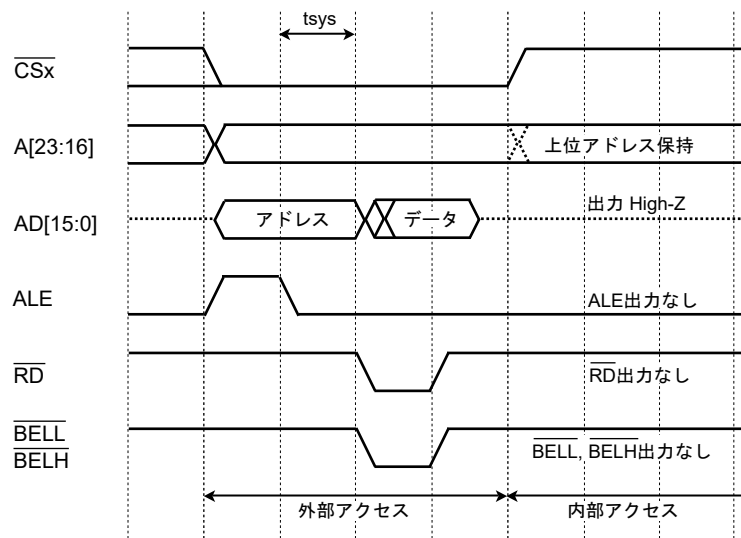 tsys
CSx
A[23:16]
上位アドレス保持
AD[15:0]
アドレス
データ
出力 High-Z
ALE
ALE出力なし
RD
RD出力なし
BELL
BELH
BELL, BELH出力なし
外部アクセス
内部アクセス